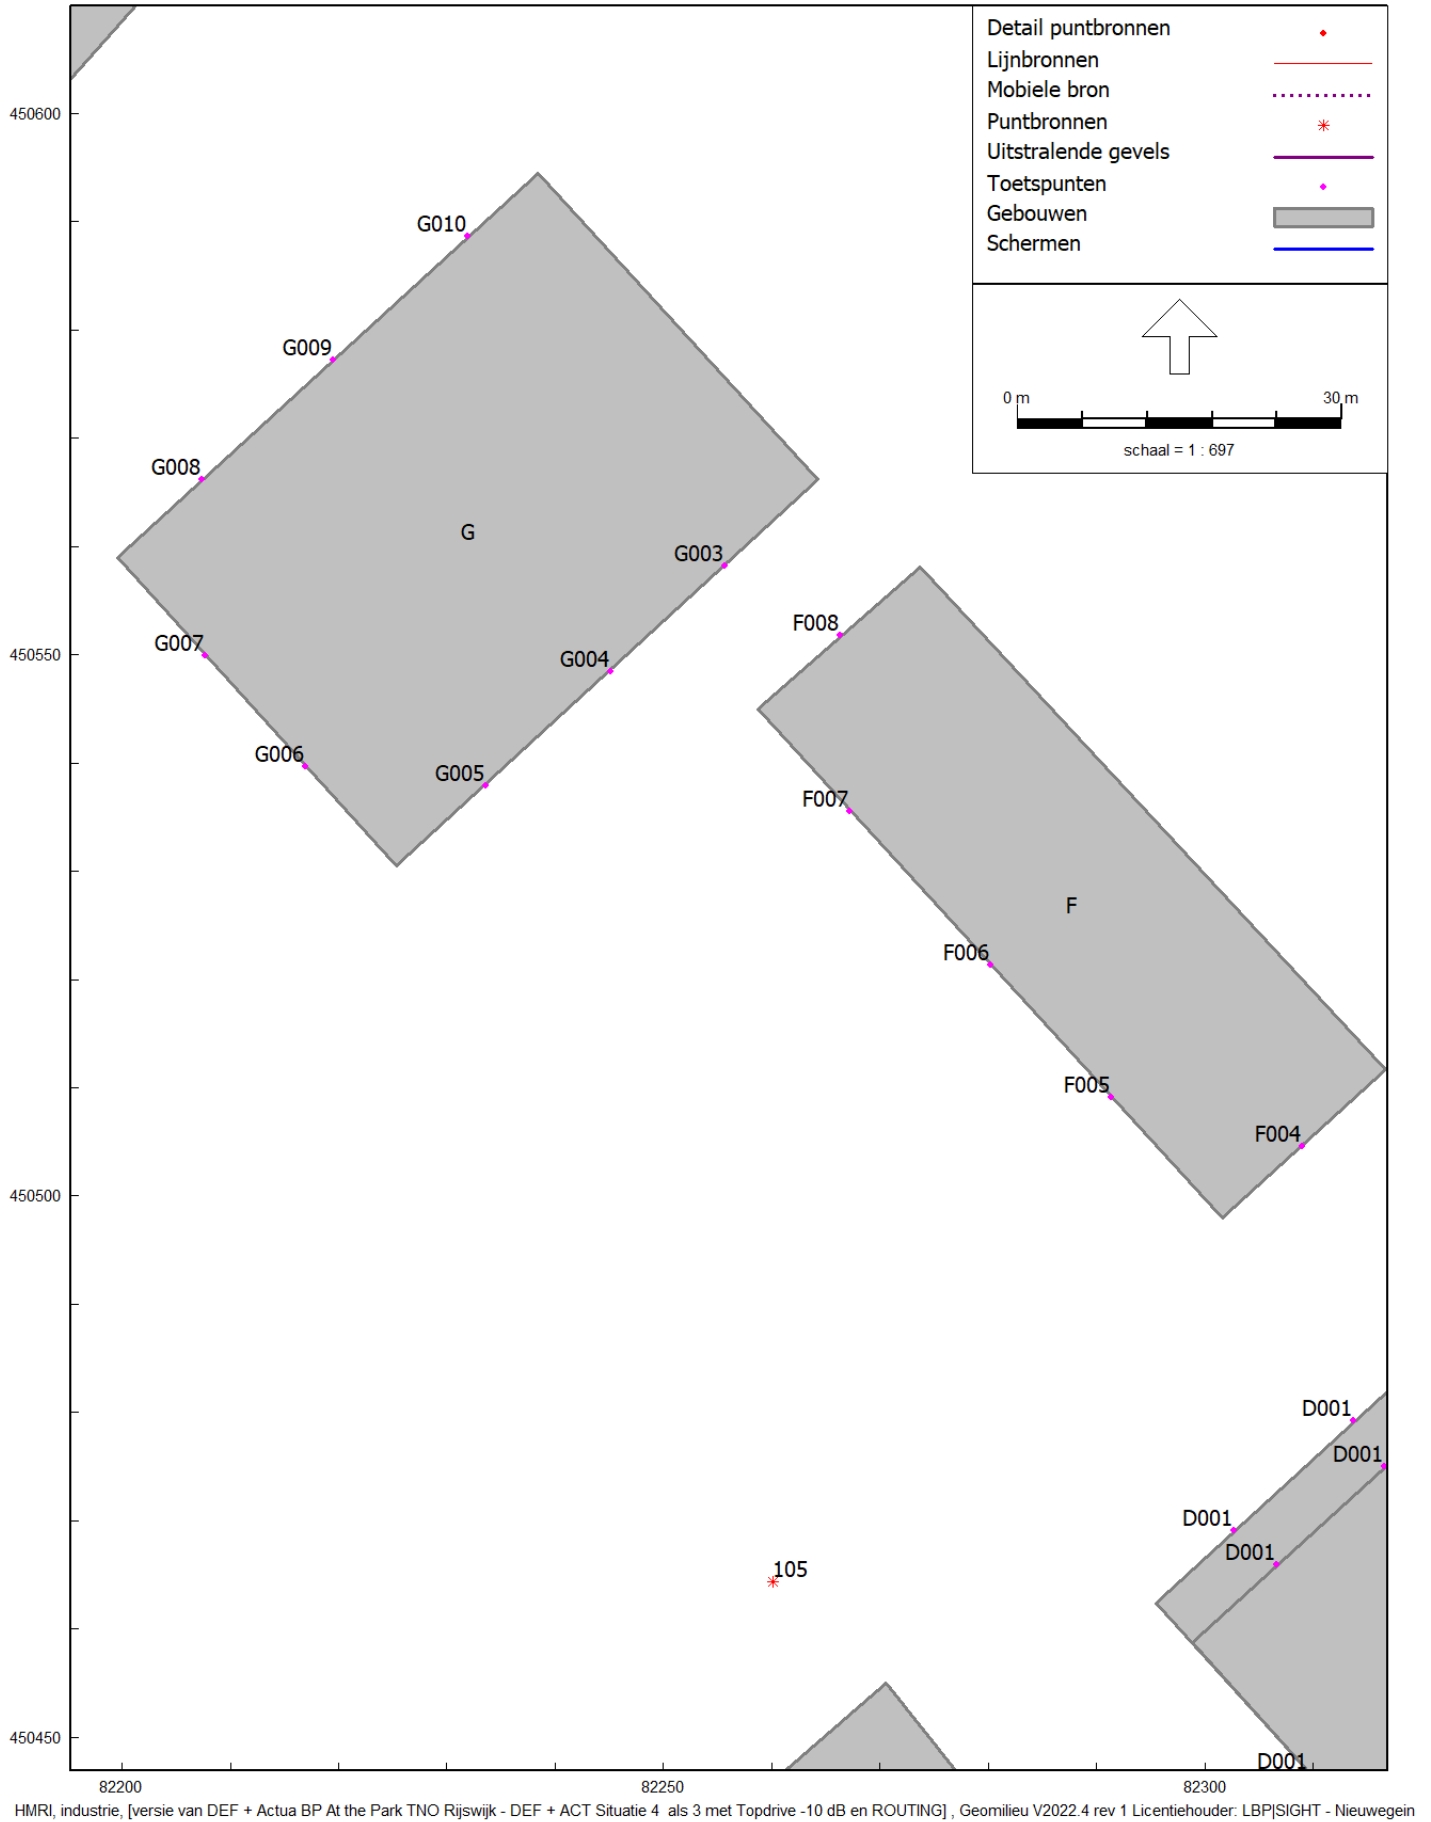 Detail puntbronnen
Lijnbronnen
Mobiele bron
Puntbronnen
Uitstralende gevels
Toetspunten
Gebouwen
Schermen
0 m 30 m
schaal = 1 : 697
450600
G010
G009
G008
G
G003
F008
G007
450550
G004
G006
G005
F007
F
F006
F005
F004
450500
D001
D001
D001
D001
105
450450
D001
82200 82250 82300
HMRI, industrie, [versie van DEF + Actua BP At the Park TNO Rijswijk - DEF + ACT Situatie 4 als 3 met Topdrive -10 dB en ROUTING] , Geomilieu V2022.4 rev 1 Licentiehouder: LBP|SIGHT - Nieuwegein